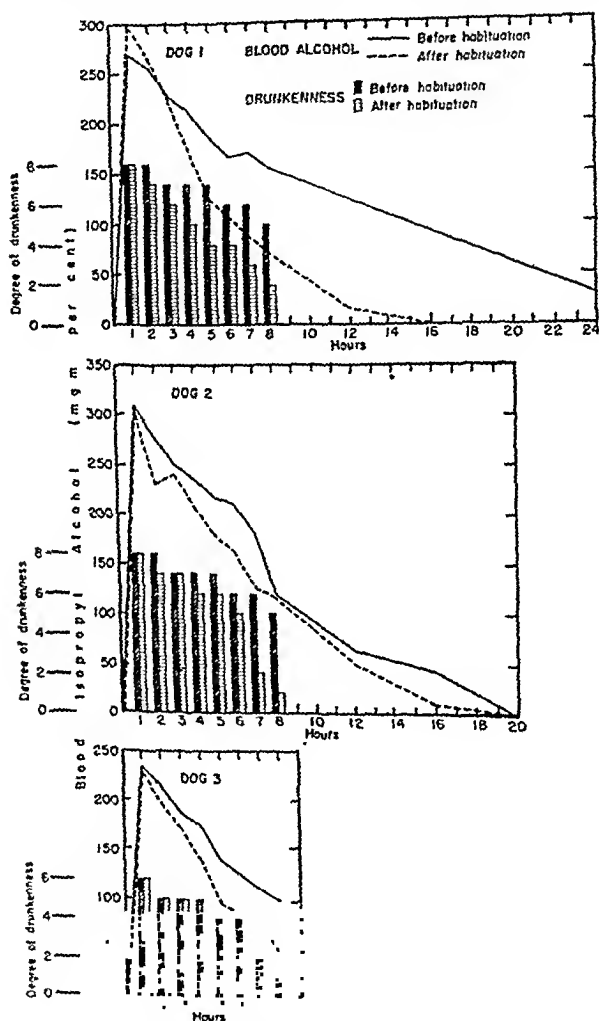 DOG 1
BLOOD ALCOHOL
Before habituation
After habituation
DRUNKENNESS
Before habituation
After habituation
300
250
200
150
100
50
0
8
6
4
2
0
Degree of drunkenness
1 2 3 4 5 6 7 8 10 12 14 16 18 20 22 24
Hours
Blood Isopropyl Alcohol (mgm per cent)
DOG 2
350
300
250
200
150
100
50
0
8
6
4
2
0
Degree of drunkenness
1 2 3 4 5 6 7 8 10 12 14 16 18 20
Hours
DOG 3
250
200
150
100
6
4
2
0
Degree of drunkenness
Hours